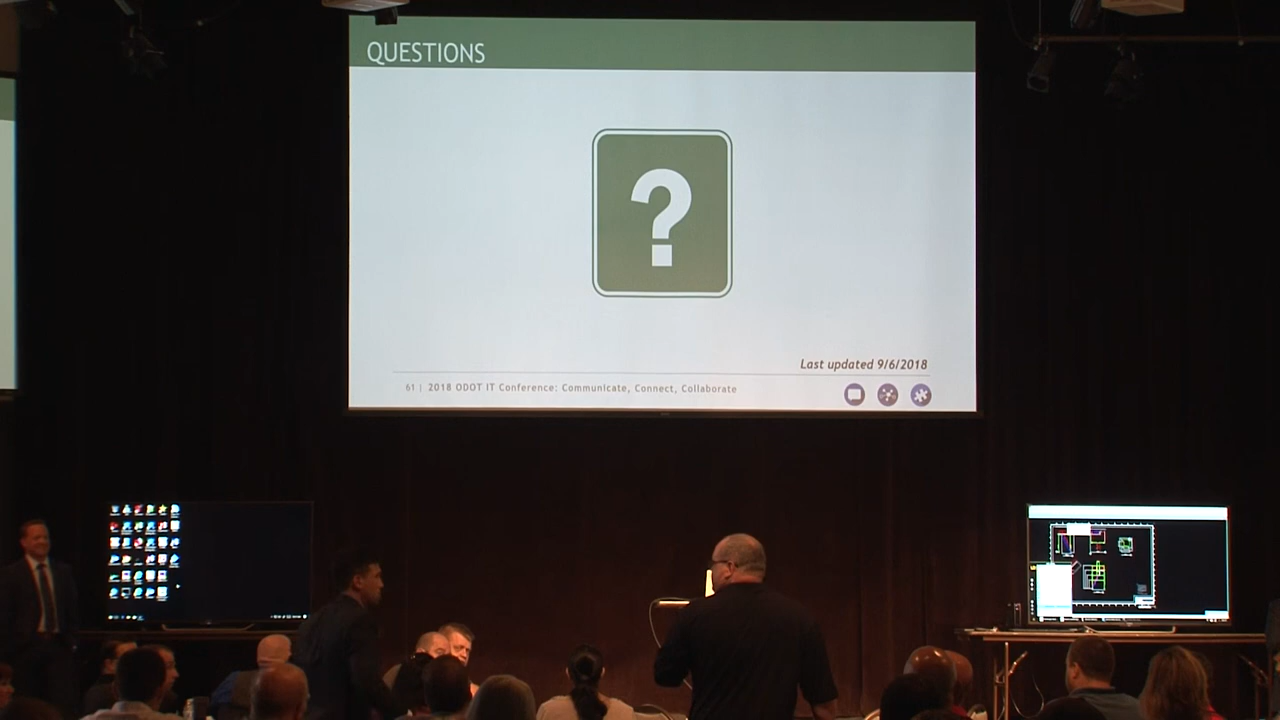 QUESTIONS
?
Last updated 9/6/2018
61 | 2018 ODOT IT Conference: Communicate, Connect, Collaborate